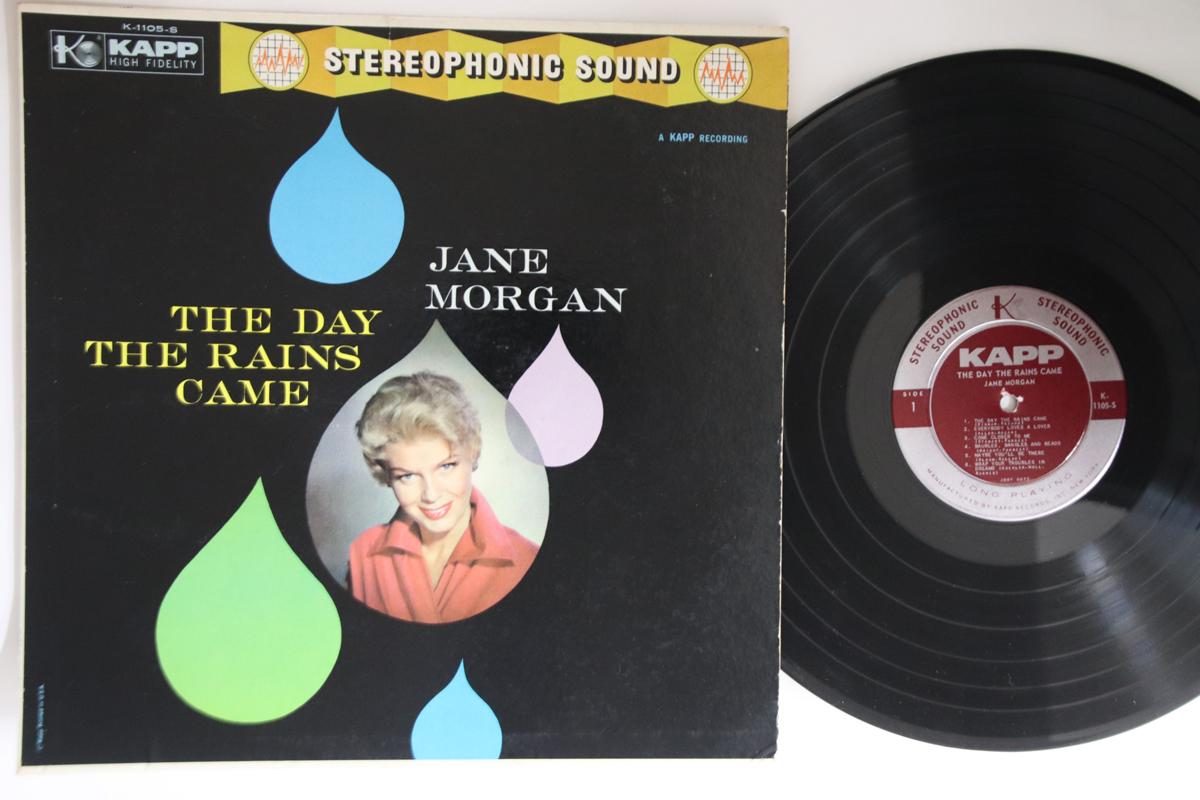 K-1105-S
KAPP
HIGH FIDELITY
STEREOPHONIC SOUND
A KAPP RECORDING
JANE
MORGAN
THE DAY
THE RAINS
CAME
STEREOPHONIC SOUND
K
STEREOPHONIC SOUND
KAPP
THE DAY THE RAINS CAME
JANE MORGAN
SIDE
1
K-
1105-S
1. THE DAY THE RAINS CAME
2. EVERYBODY LOVES A LOVER
3. COME CLOSER TO ME
4. BAUBLES, BANGLES AND BEADS
5. MAYBE YOU'LL BE THERE
6. WRAP YOUR TROUBLES IN
DREAMS
LONG PLAYING
MANUFACTURED BY KAPP RECORDS, INC. NEW YORK